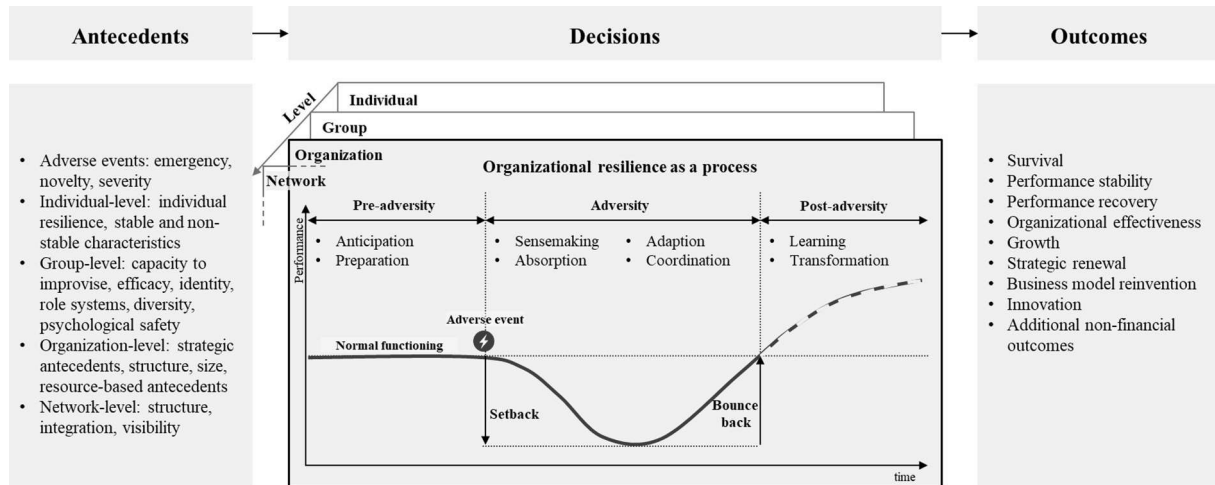 Antecedents
Decisions
Outcomes
• Adverse events: emergency,
novelty, severity
• Individual-level: individual
resilience, stable and non-
stable characteristics
• Group-level: capacity to
improvise, efficacy, identity,
role systems, diversity,
psychological safety
• Organization-level: strategic
antecedents, structure, size,
resource-based antecedents
• Network-level: structure,
integration, visibility
Level
Individual
Group
Organization
Network
Organizational resilience as a process
Pre-adversity
Adversity
Post-adversity
• Anticipation
• Preparation
• Sensemaking
• Absorption
• Adaption
• Coordination
• Learning
• Transformation
Performance
Adverse event
Normal functioning
Setback
Bounce
back
time
• Survival
• Performance stability
• Performance recovery
• Organizational effectiveness
• Growth
• Strategic renewal
• Business model reinvention
• Innovation
• Additional non-financial
outcomes